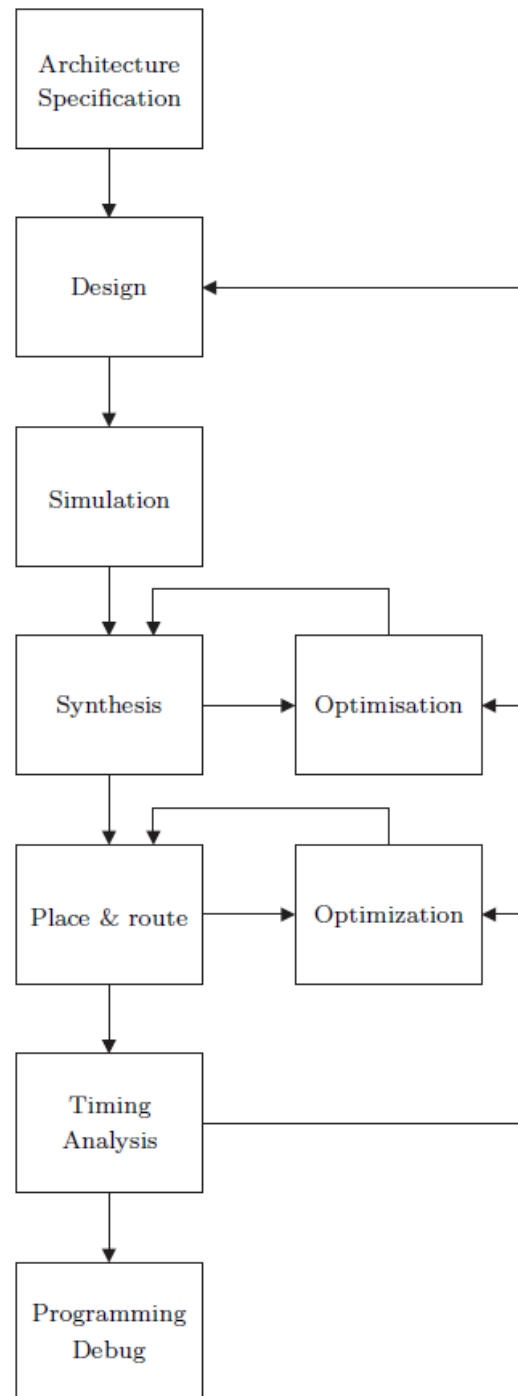 Architecture
Specification
Design
Simulation
Synthesis
Optimisation
Place & route
Optimization
Timing
Analysis
Programming
Debug